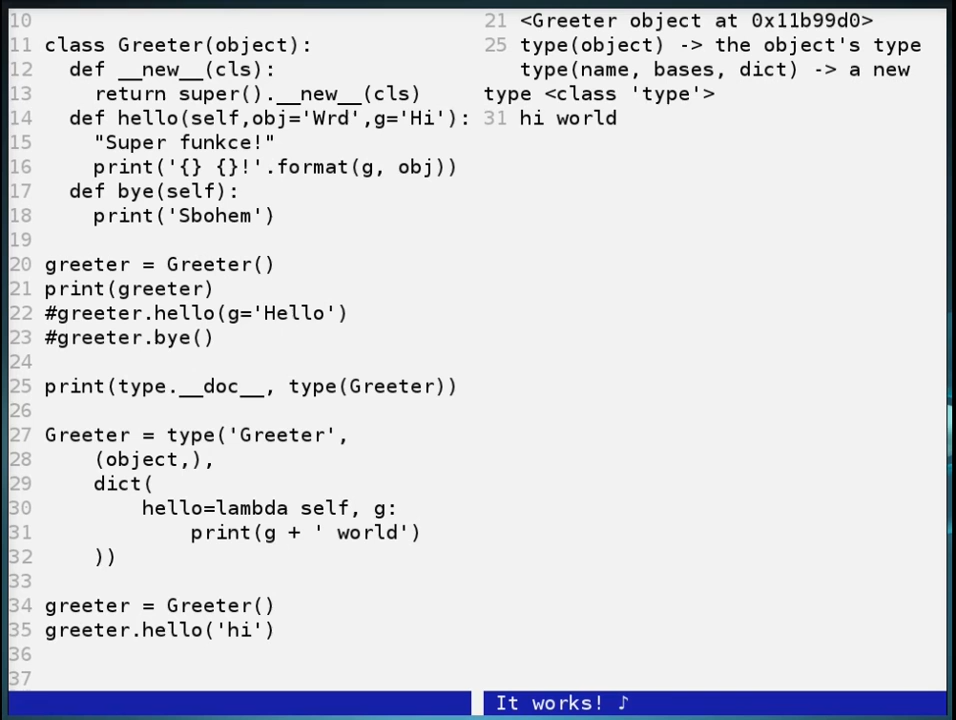 10
11 class Greeter(object):
12   def __new__(cls):
13     return super().__new__(cls)
14   def hello(self,obj='Wrd',g='Hi'):
15     "Super funkce!"
16     print('{} {}!'.format(g, obj))
17   def bye(self):
18     print('Sbohem')
19
20 greeter = Greeter()
21 print(greeter)
22 #greeter.hello(g='Hello')
23 #greeter.bye()
24
25 print(type.__doc__, type(Greeter))
26
27 Greeter = type('Greeter',
28     (object,),
29     dict(
30         hello=lambda self, g:
31             print(g + ' world')
32     ))
33
34 greeter = Greeter()
35 greeter.hello('hi')
36
37
21 <Greeter object at 0x11b99d0>
25 type(object) -> the object's type
   type(name, bases, dict) -> a new
type <class 'type'>
31 hi world
It works! ♪